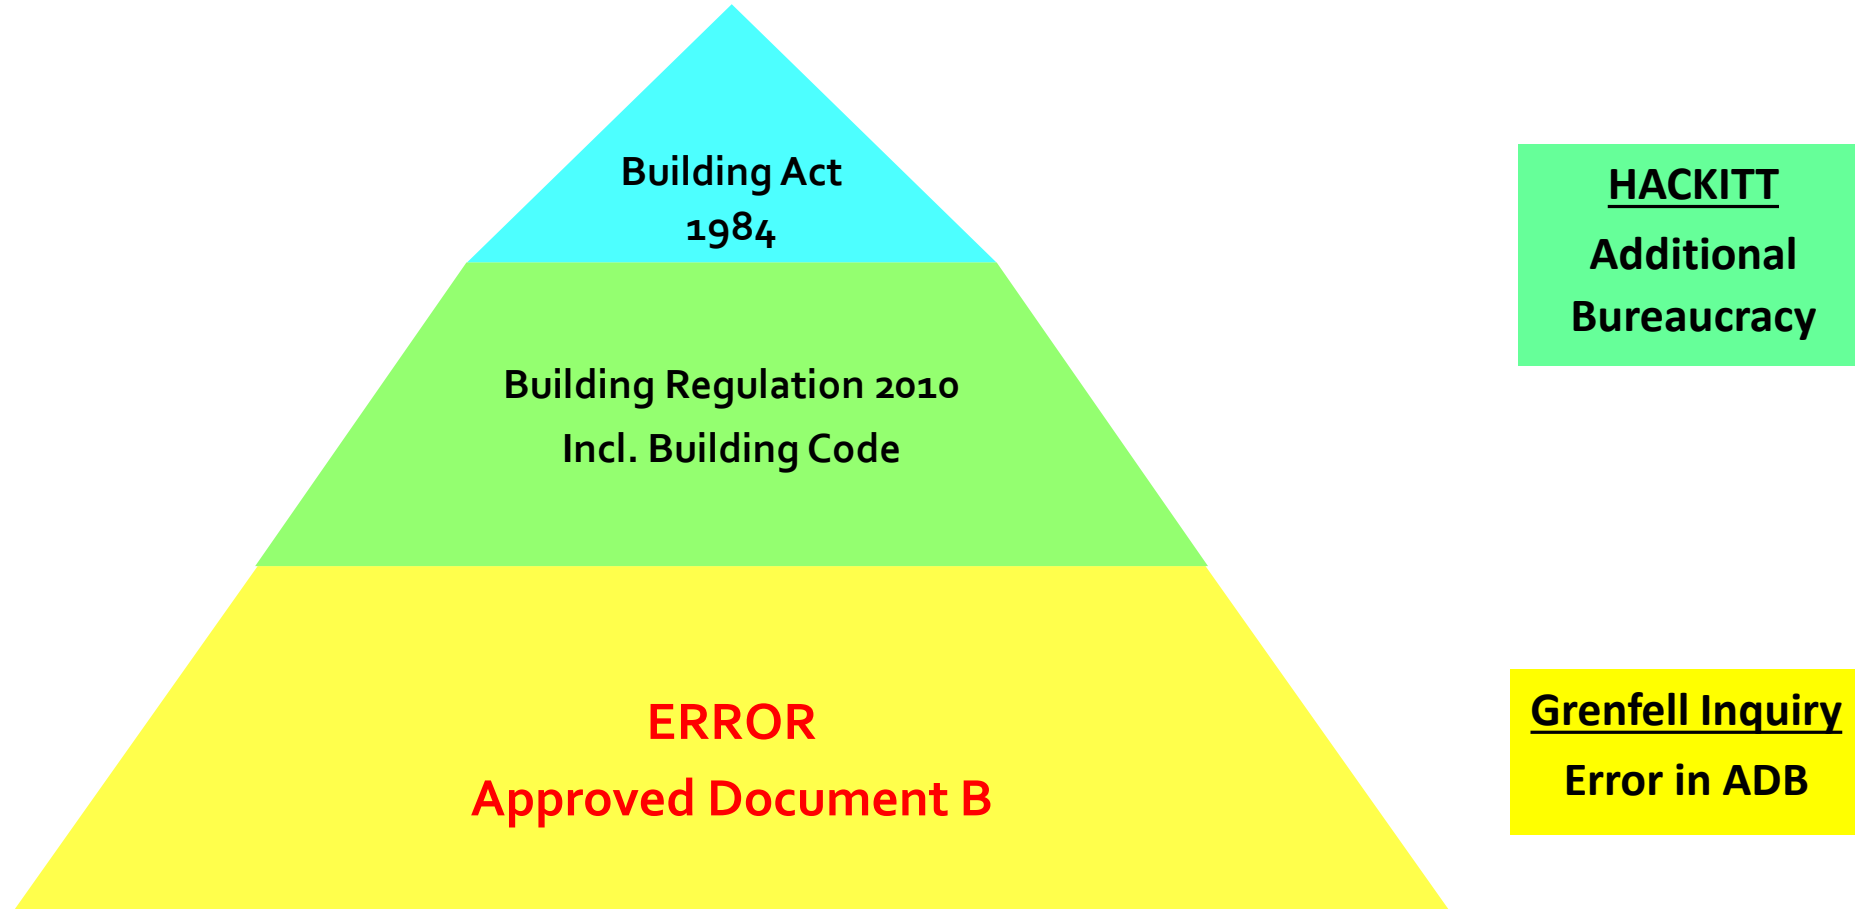 Building Act
1984
Building Regulation 2010
Incl. Building Code
ERROR
Approved Document B
HACKITT
Additional
Bureaucracy
Grenfell Inquiry
Error in ADB